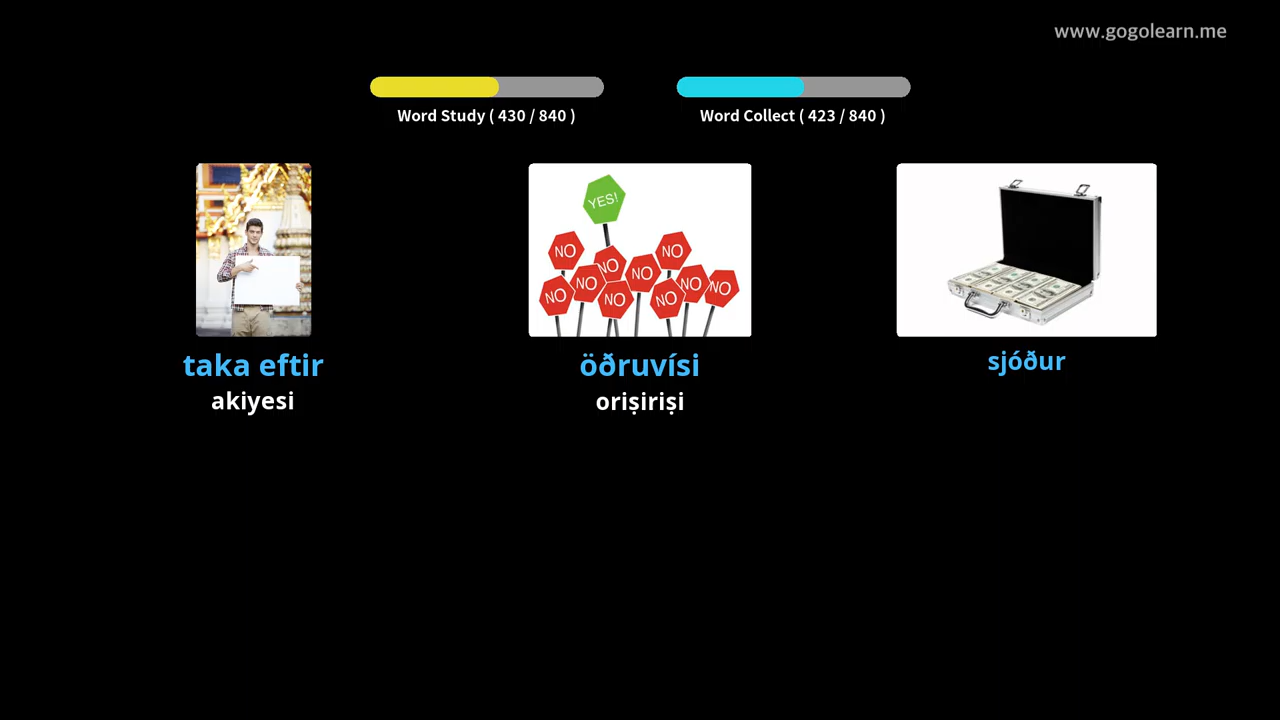 www.gogolearn.me
Word Study ( 430 / 840 )
Word Collect ( 423 / 840 )
YES!
NO
NO
NO
NO
NO
NO
NO
NO
NO
NO
taka eftir
öðruvísi
sjóður
akiyesi
oriṣiriṣi